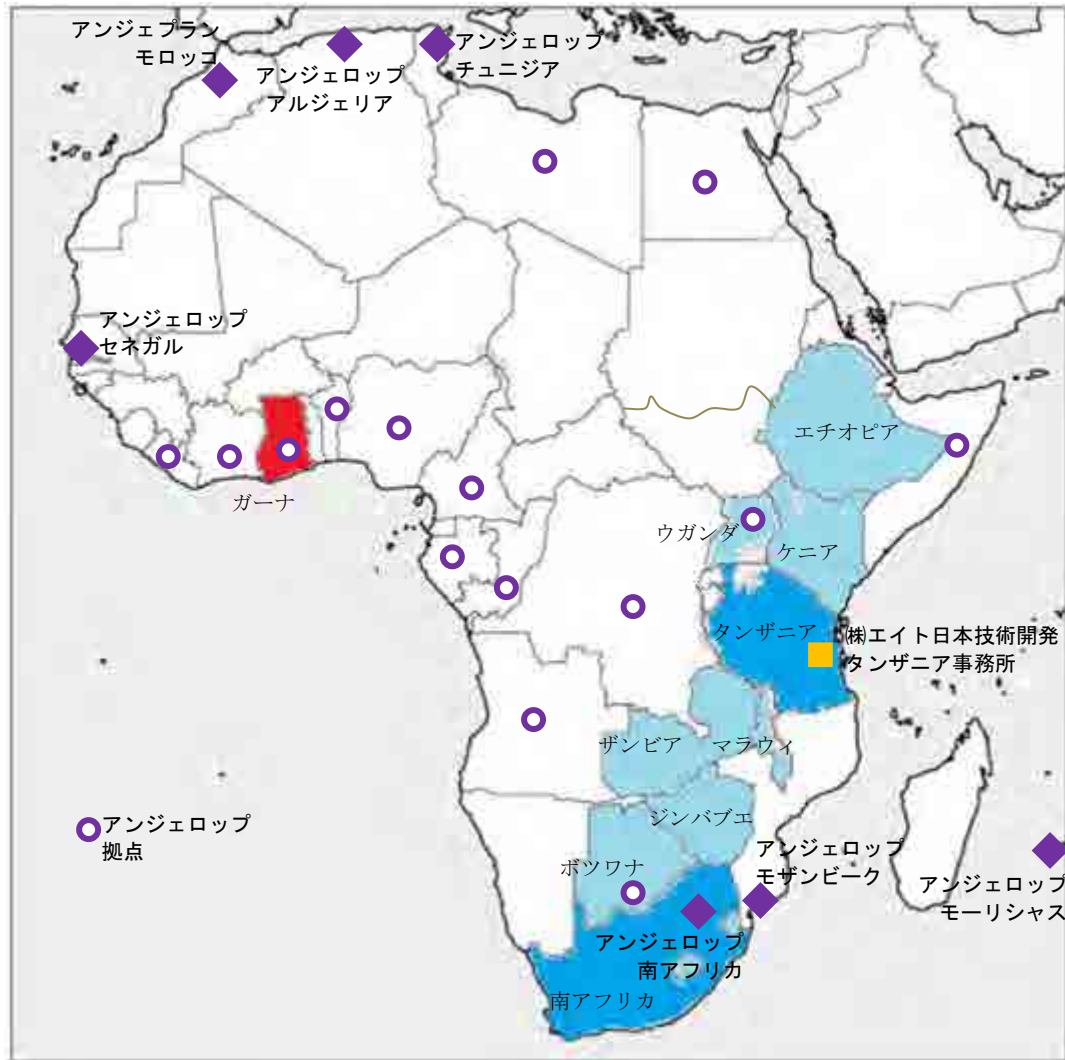 アンジェプラン
モロッコ
アンジェロップ
アルジェリア
アンジェロップ
チュニジア
アンジェロップ
セネガル
ガーナ
エチオピア
ウガンダ
ケニア
タンザニア
㈱エイト日本技術開発
タンザニア事務所
ザンビア
マラウィ
ジンバブエ
ボツワナ
アンジェロップ
拠点
アンジェロップ
モザンビーク
アンジェロップ
モーリシャス
アンジェロップ
南アフリカ
南アフリカ